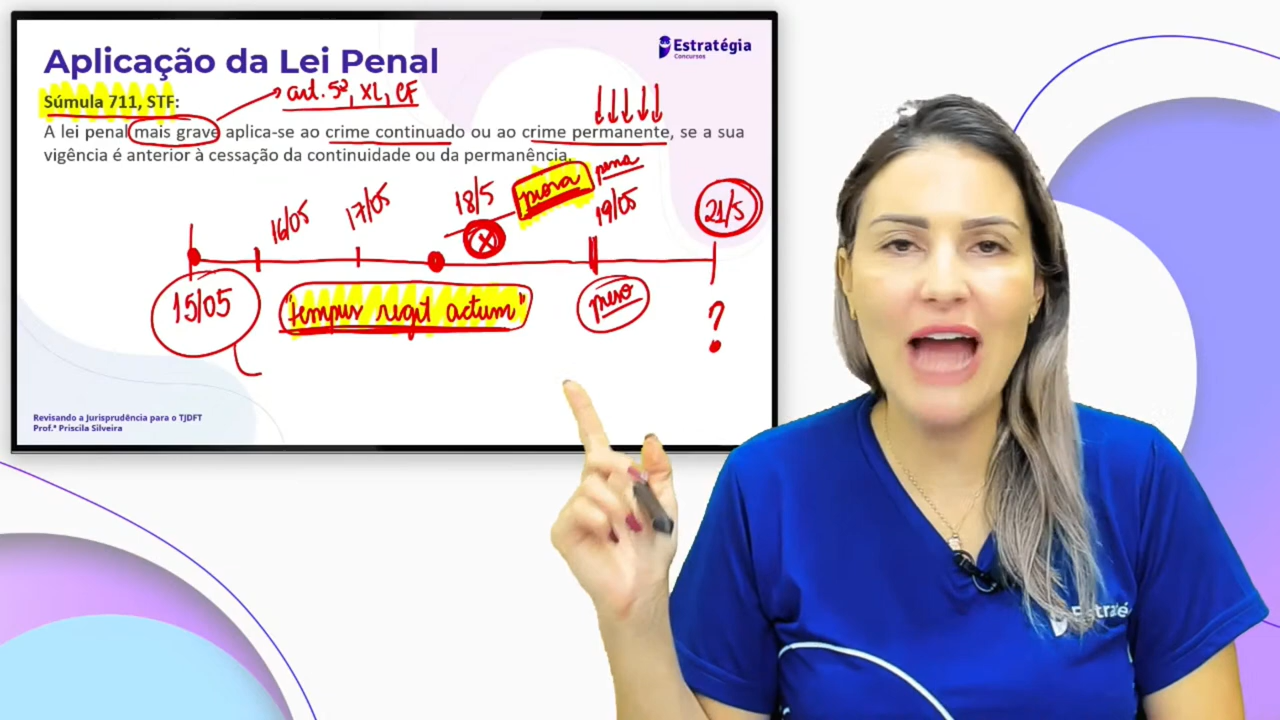 Aplicação da Lei Penal
Estratégia
Concursos
Súmula 711, STF:
art. 5º, XL, CF
A lei penal mais grave aplica-se ao crime continuado ou ao crime permanente, se a sua
vigência é anterior à cessação da continuidade ou da permanência.
16/05
17/05
18/5
prova
pena
19/05
21/5
x
15/05
"tempus regit actum"
preso
?
Revisando a Jurisprudência para o TJDFT
Prof.ª Priscila Silveira
Estraté